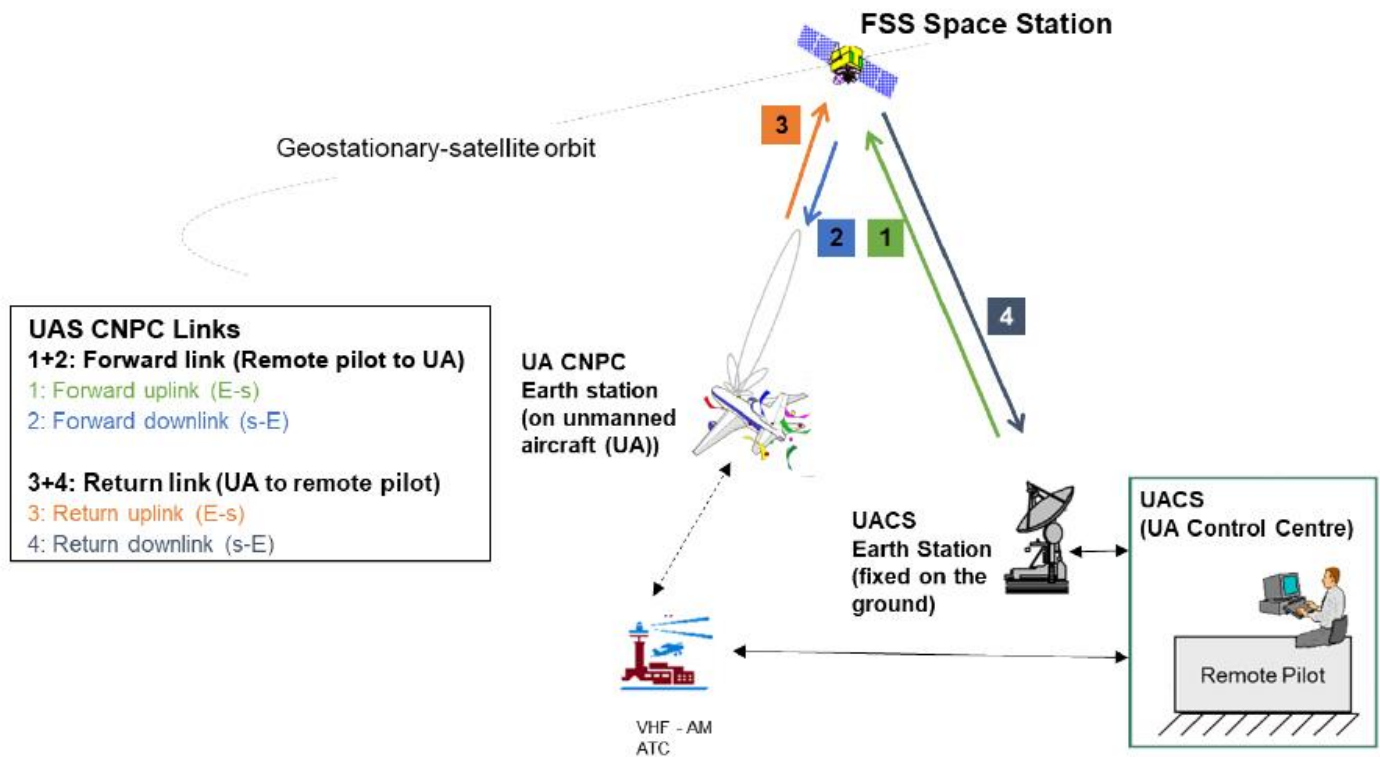 FSS Space Station
3
Geostationary-satellite orbit
2
1
4
UAS CNPC Links
1+2: Forward link (Remote pilot to UA)
1: Forward uplink (E-s)
2: Forward downlink (s-E)
3+4: Return link (UA to remote pilot)
3: Return uplink (E-s)
4: Return downlink (s-E)
UA CNPC
Earth station
(on unmanned
aircraft (UA))
UACS
Earth Station
(fixed on the
ground)
UACS
(UA Control Centre)
Remote Pilot
VHF - AM
ATC